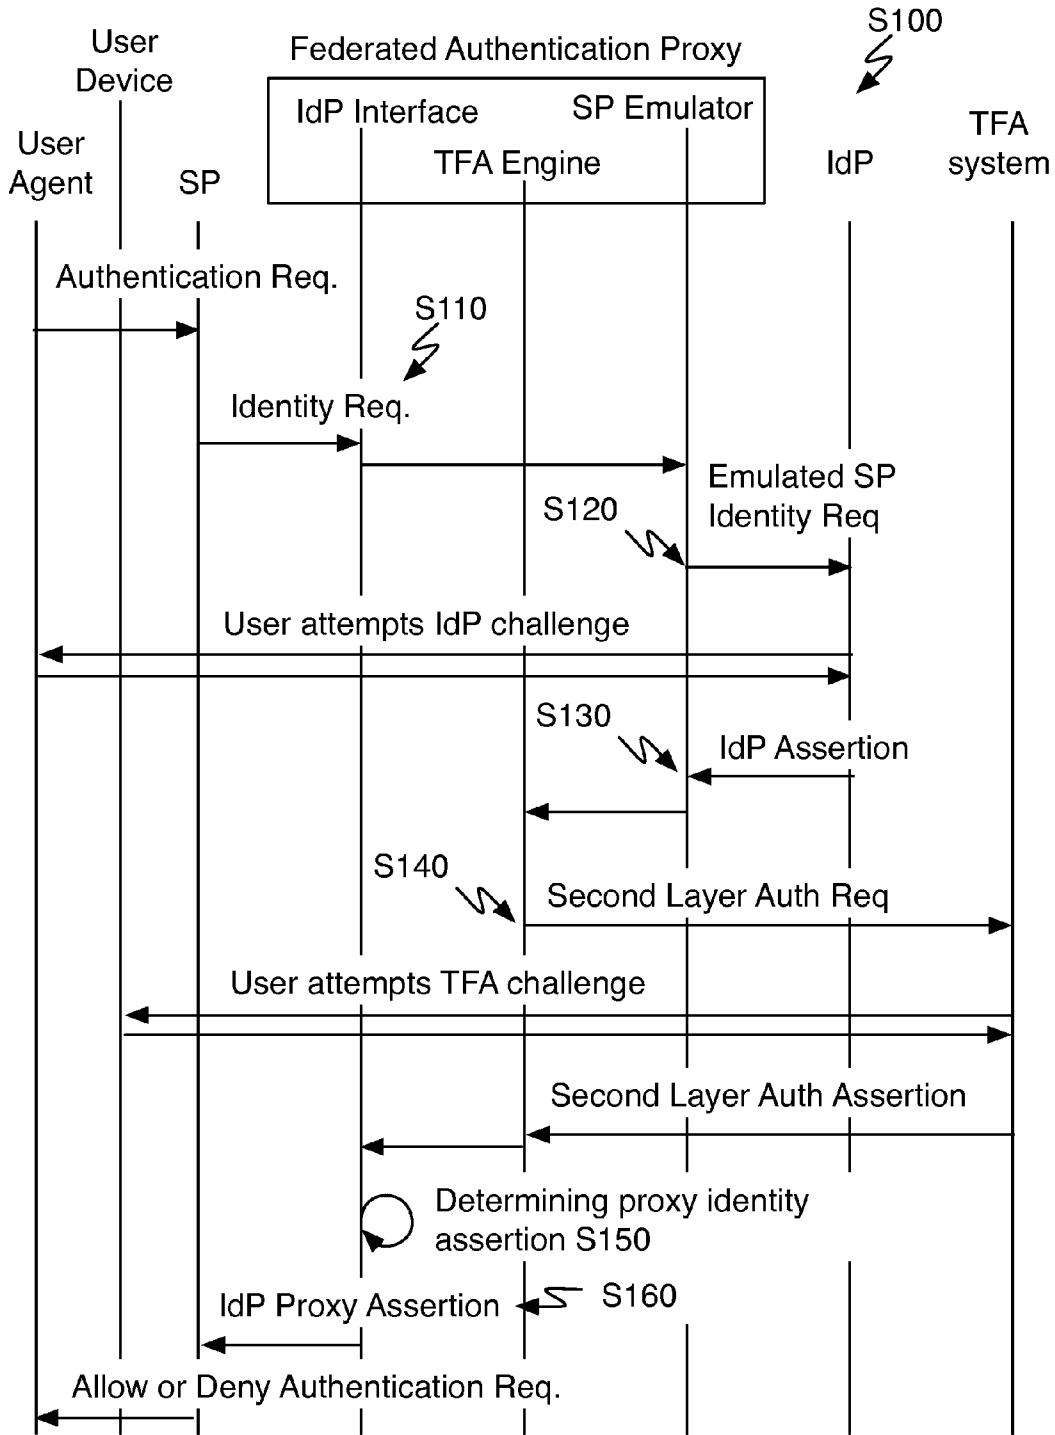 S100
User
Device
Federated Authentication Proxy
IdP Interface
SP Emulator
TFA
system
User
Agent
SP
TFA Engine
IdP
Authentication Req.
S110
Identity Req.
Emulated SP
Identity Req
S120
User attempts IdP challenge
S130
IdP Assertion
S140
Second Layer Auth Req
User attempts TFA challenge
Second Layer Auth Assertion
Determining proxy identity
assertion S150
IdP Proxy Assertion
S160
Allow or Deny Authentication Req.